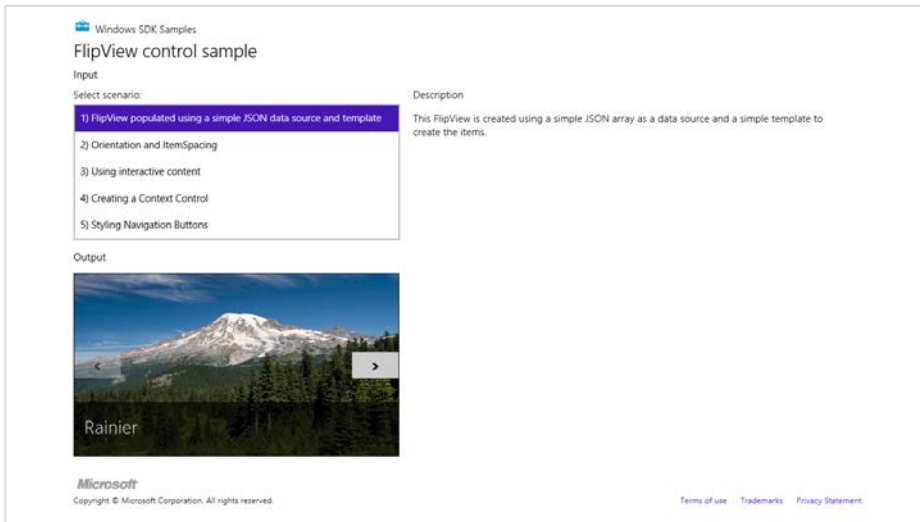 Windows SDK Samples
FlipView control sample
Input
Select scenario:
1) FlipView populated using a simple JSON data source and template
2) Orientation and ItemSpacing
3) Using interactive content
4) Creating a Context Control
5) Styling Navigation Buttons
Description
This FlipView is created using a simple JSON array as a data source and a simple template to
create the items.
Output
Rainier
Microsoft
Copyright © Microsoft Corporation. All rights reserved.
Terms of use Trademarks Privacy Statement